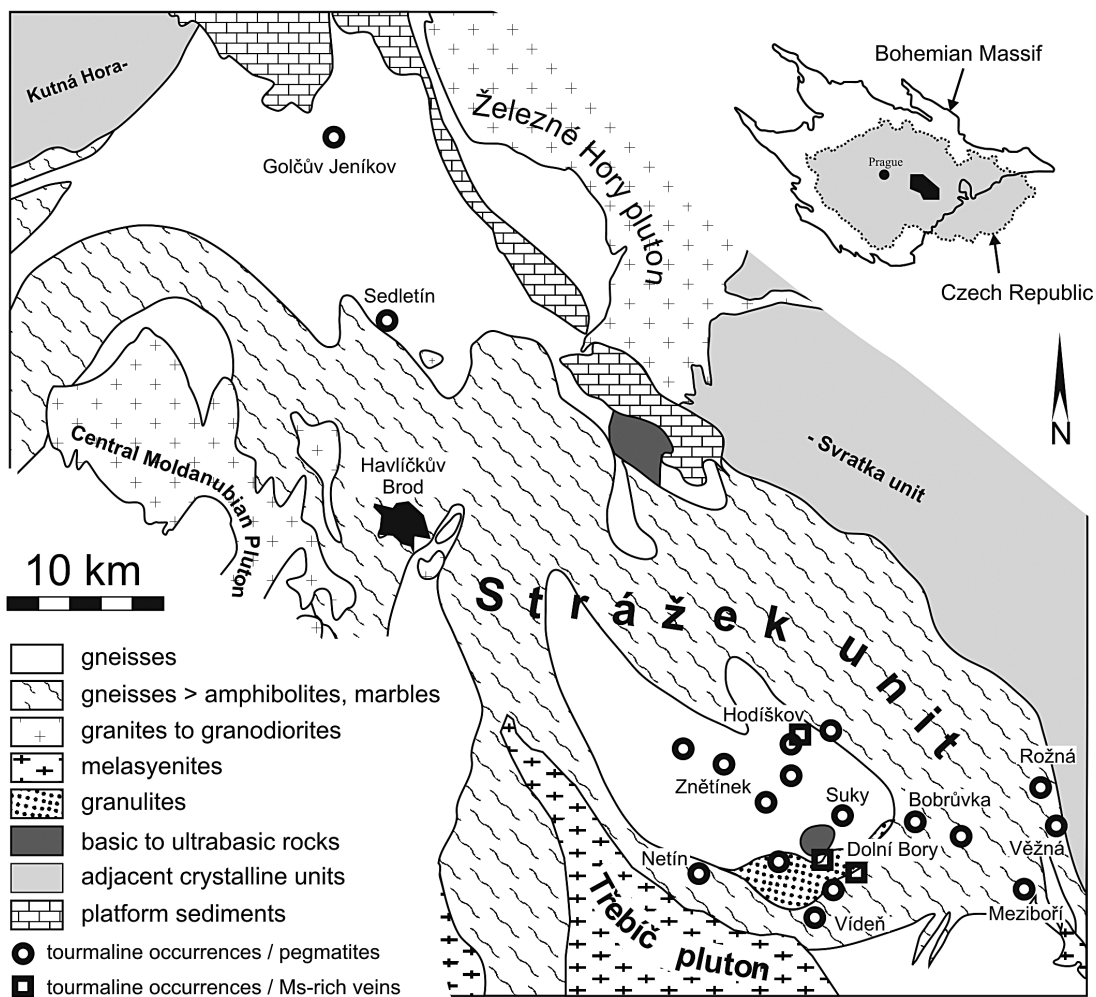 Bohemian Massif
Kutná Hora-
Železné Hory pluton
Golčův Jeníkov
Prague
Czech Republic
Sedletín
N
Central Moldanubian Pluton
- Svratka unit
Havlíčkův
Brod
10 km
Strážek unit
gneisses
gneisses > amphibolites, marbles
granites to granodiorites
melasyenites
granulites
basic to ultrabasic rocks
adjacent crystalline units
platform sediments
tourmaline occurrences / pegmatites
tourmaline occurrences / Ms-rich veins
Hodíškov
Rožná
Znětínek
Suky
Bobrůvka
Netín
Dolní Bory
Věžná
Vídeň
Meziboří
Třebíč pluton